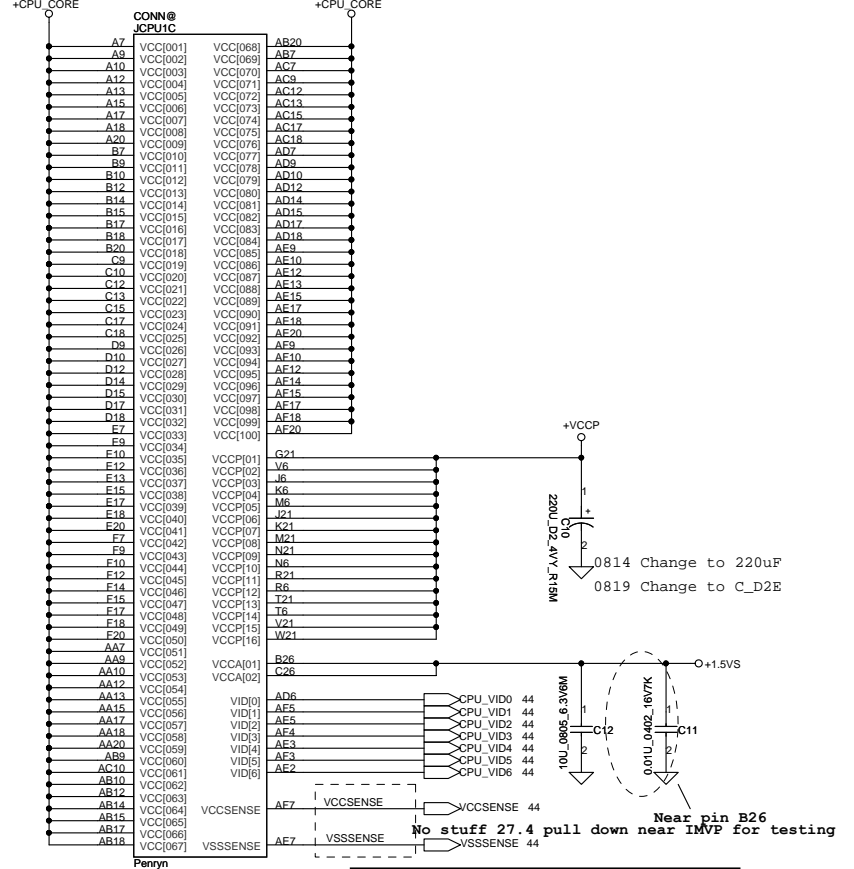 +CPU_CORE +CPU_CORE
CONN@
JCPU1C
A7 VCC[001] VCC[068] AB20
A9 VCC[002] VCC[069] AB7
A10 VCC[003] VCC[070] AC7
A12 VCC[004] VCC[071] AC9
A13 VCC[005] VCC[072] AC12
A15 VCC[006] VCC[073] AC13
A17 VCC[007] VCC[074] AC15
A18 VCC[008] VCC[075] AC17
A20 VCC[009] VCC[076] AC18
B7 VCC[010] VCC[077] AD7
B9 VCC[011] VCC[078] AD9
B10 VCC[012] VCC[079] AD10
B12 VCC[013] VCC[080] AD12
B14 VCC[014] VCC[081] AD14
B15 VCC[015] VCC[082] AD15
B17 VCC[016] VCC[083] AD17
B18 VCC[017] VCC[084] AD18
B20 VCC[018] VCC[085] AE9
C9 VCC[019] VCC[086] AE10
C10 VCC[020] VCC[087] AE12
C12 VCC[021] VCC[088] AE13
C13 VCC[022] VCC[089] AE15
C15 VCC[023] VCC[090] AE17
C17 VCC[024] VCC[091] AE18
C18 VCC[025] VCC[092] AE20
D9 VCC[026] VCC[093] AF9
D10 VCC[027] VCC[094] AF10
D12 VCC[028] VCC[095] AF12
D14 VCC[029] VCC[096] AF14
D15 VCC[030] VCC[097] AF15
D17 VCC[031] VCC[098] AF17
D18 VCC[032] VCC[099] AF18
E7 VCC[033] VCC[100] AF20
E9 VCC[034]
E10 VCC[035] VCCP[01] G21
E12 VCC[036] VCCP[02] V6
E13 VCC[037] VCCP[03] J6
E15 VCC[038] VCCP[04] K6
E17 VCC[039] VCCP[05] M6
E18 VCC[040] VCCP[06] J21
E20 VCC[041] VCCP[07] K21
F7 VCC[042] VCCP[08] M21
F9 VCC[043] VCCP[09] N21
F10 VCC[044] VCCP[10] N6
F12 VCC[045] VCCP[11] R21
F14 VCC[046] VCCP[12] R6
F15 VCC[047] VCCP[13] T21
F17 VCC[048] VCCP[14] T6
F18 VCC[049] VCCP[15] V21
F20 VCC[050] VCCP[16] W21
AA7 VCC[051]
AA9 VCC[052] VCCA[01] B26
AA10 VCC[053] VCCA[02] C26
AA12 VCC[054]
AA13 VCC[055] VID[0] AD6 CPU_VID0 44
AA15 VCC[056] VID[1] AF5 CPU_VID1 44
AA17 VCC[057] VID[2] AE5 CPU_VID2 44
AA18 VCC[058] VID[3] AF4 CPU_VID3 44
AA20 VCC[059] VID[4] AE3 CPU_VID4 44
AB9 VCC[060] VID[5] AF3 CPU_VID5 44
AC10 VCC[061] VID[6] AE2 CPU_VID6 44
AB10 VCC[062]
AB12 VCC[063]
AB14 VCC[064] VCCSENSE AF7 VCCSENSE VCCSENSE 44
AB15 VCC[065]
AB17 VCC[066]
AB18 VCC[067] VSSSENSE AE7 VSSSENSE VSSSENSE 44
Penryn
+VCCP
1
+
C10
220U_D2_4VY_R15M
2
0814 Change to 220uF
0819 Change to C_D2E
+1.5VS
1
C12
10U_0805_6.3V6M
2
1
C11
0.01U_0402_16V7K
2
Near pin B26
No stuff 27.4 pull down near IMVP for testing